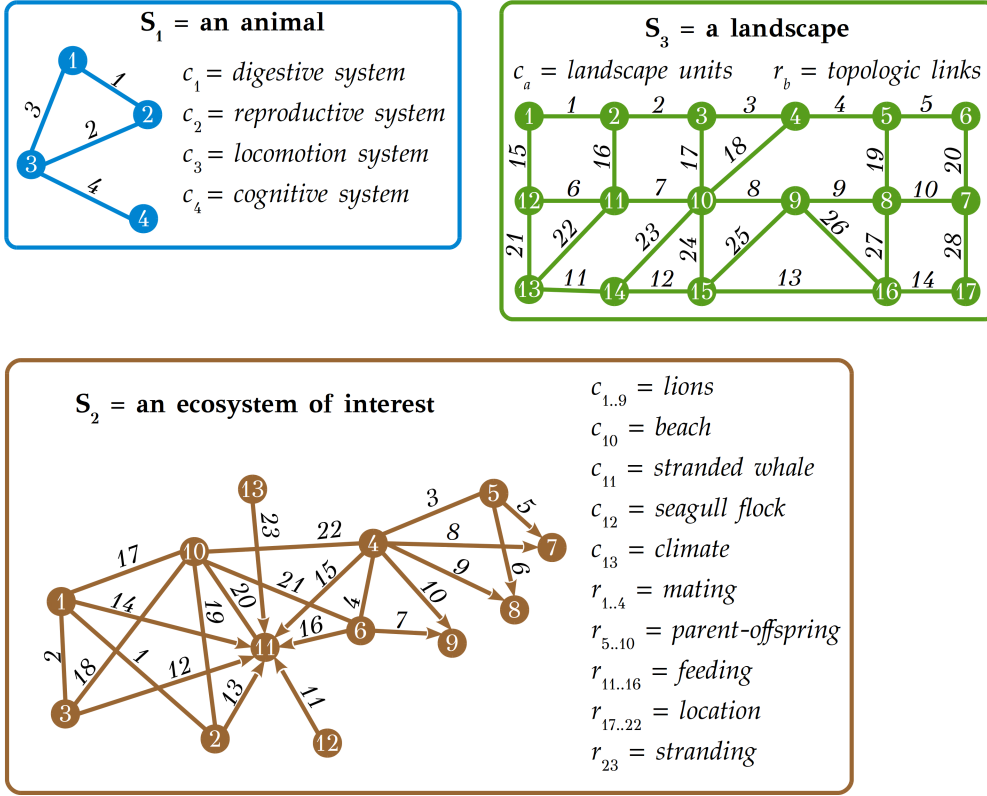 S1 = an animal
c1 = digestive system
c2 = reproductive system
c3 = locomotion system
c4 = cognitive system
1
1
3
2
2
3
4
4
S3 = a landscape
ca = landscape units rb = topologic links
1 2 3 4 5
1 2 3 4 5 6
15 16 17 18 19 20
6 7 8 9 10
12 11 10 9 8 7
21 22 23 24 25 26 27 28
11 12 13 14
13 14 15 16 17
S2 = an ecosystem of interest
c1..9 = lions
c10 = beach
c11 = stranded whale
c12 = seagull flock
c13 = climate
r1..4 = mating
r5..10 = parent-offspring
r11..16 = feeding
r17..22 = location
r23 = stranding
13 3 5
23 22 5
17 10 4 8 7
21 15 9 6
1 14 20 10 8
19 4
16 6 7 9
2 1 11
18 12
3 13 11
2 12